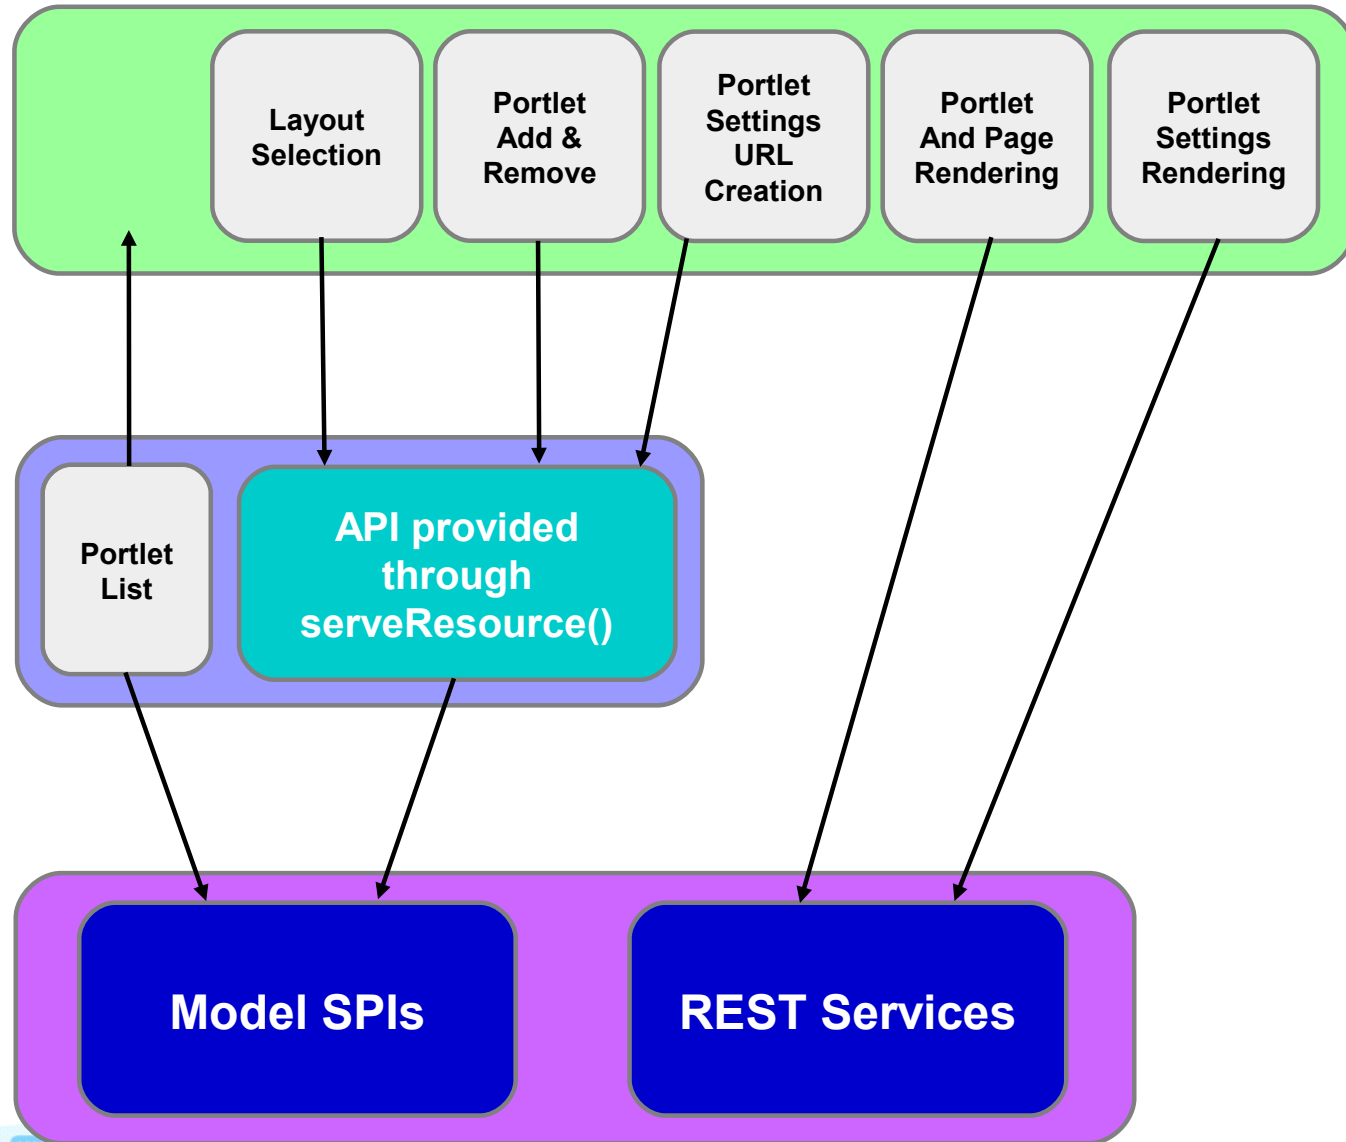 Layout
Selection
Portlet
Add &
Remove
Portlet
Settings
URL
Creation
Portlet
And Page
Rendering
Portlet
Settings
Rendering
Portlet
List
API provided
through
serveResource()
Model SPIs
REST Services